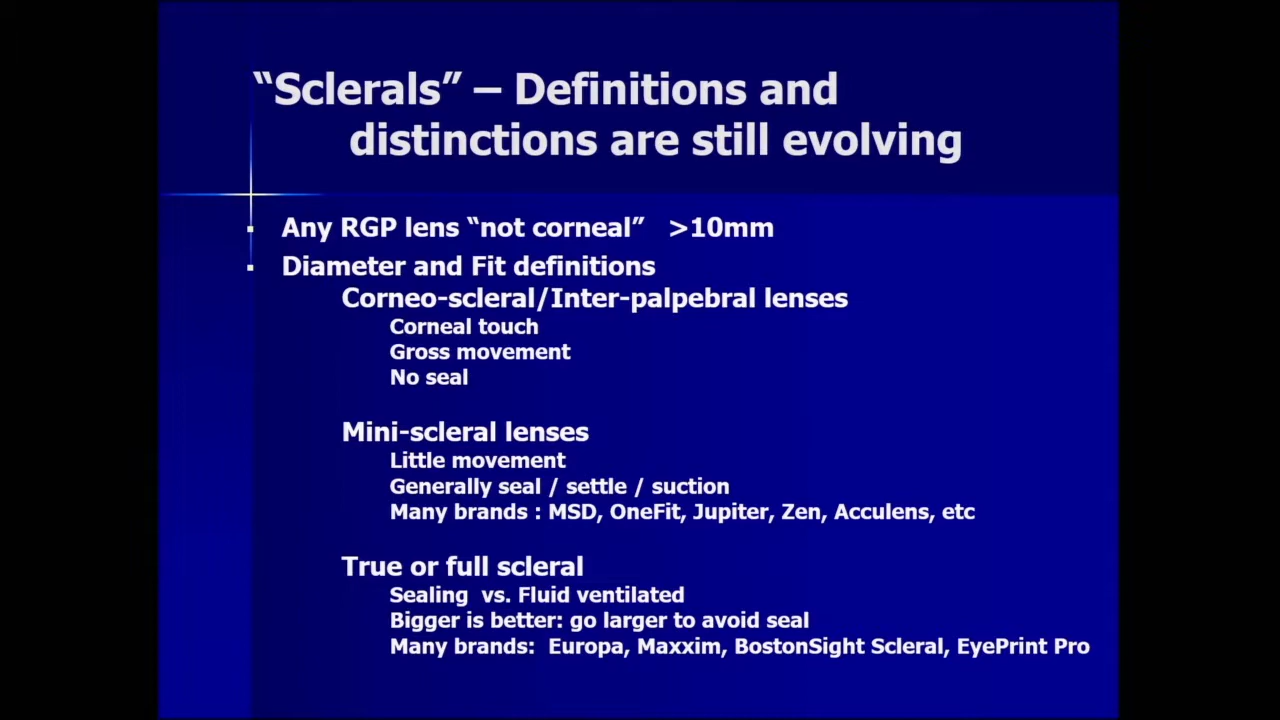 “Sclerals” – Definitions and
distinctions are still evolving
Any RGP lens “not corneal” >10mm
Diameter and Fit definitions
Corneo-scleral/Inter-palpebral lenses
Corneal touch
Gross movement
No seal
Mini-scleral lenses
Little movement
Generally seal / settle / suction
Many brands : MSD, OneFit, Jupiter, Zen, Acculens, etc
True or full scleral
Sealing vs. Fluid ventilated
Bigger is better: go larger to avoid seal
Many brands: Europa, Maxxim, BostonSight Scleral, EyePrint Pro